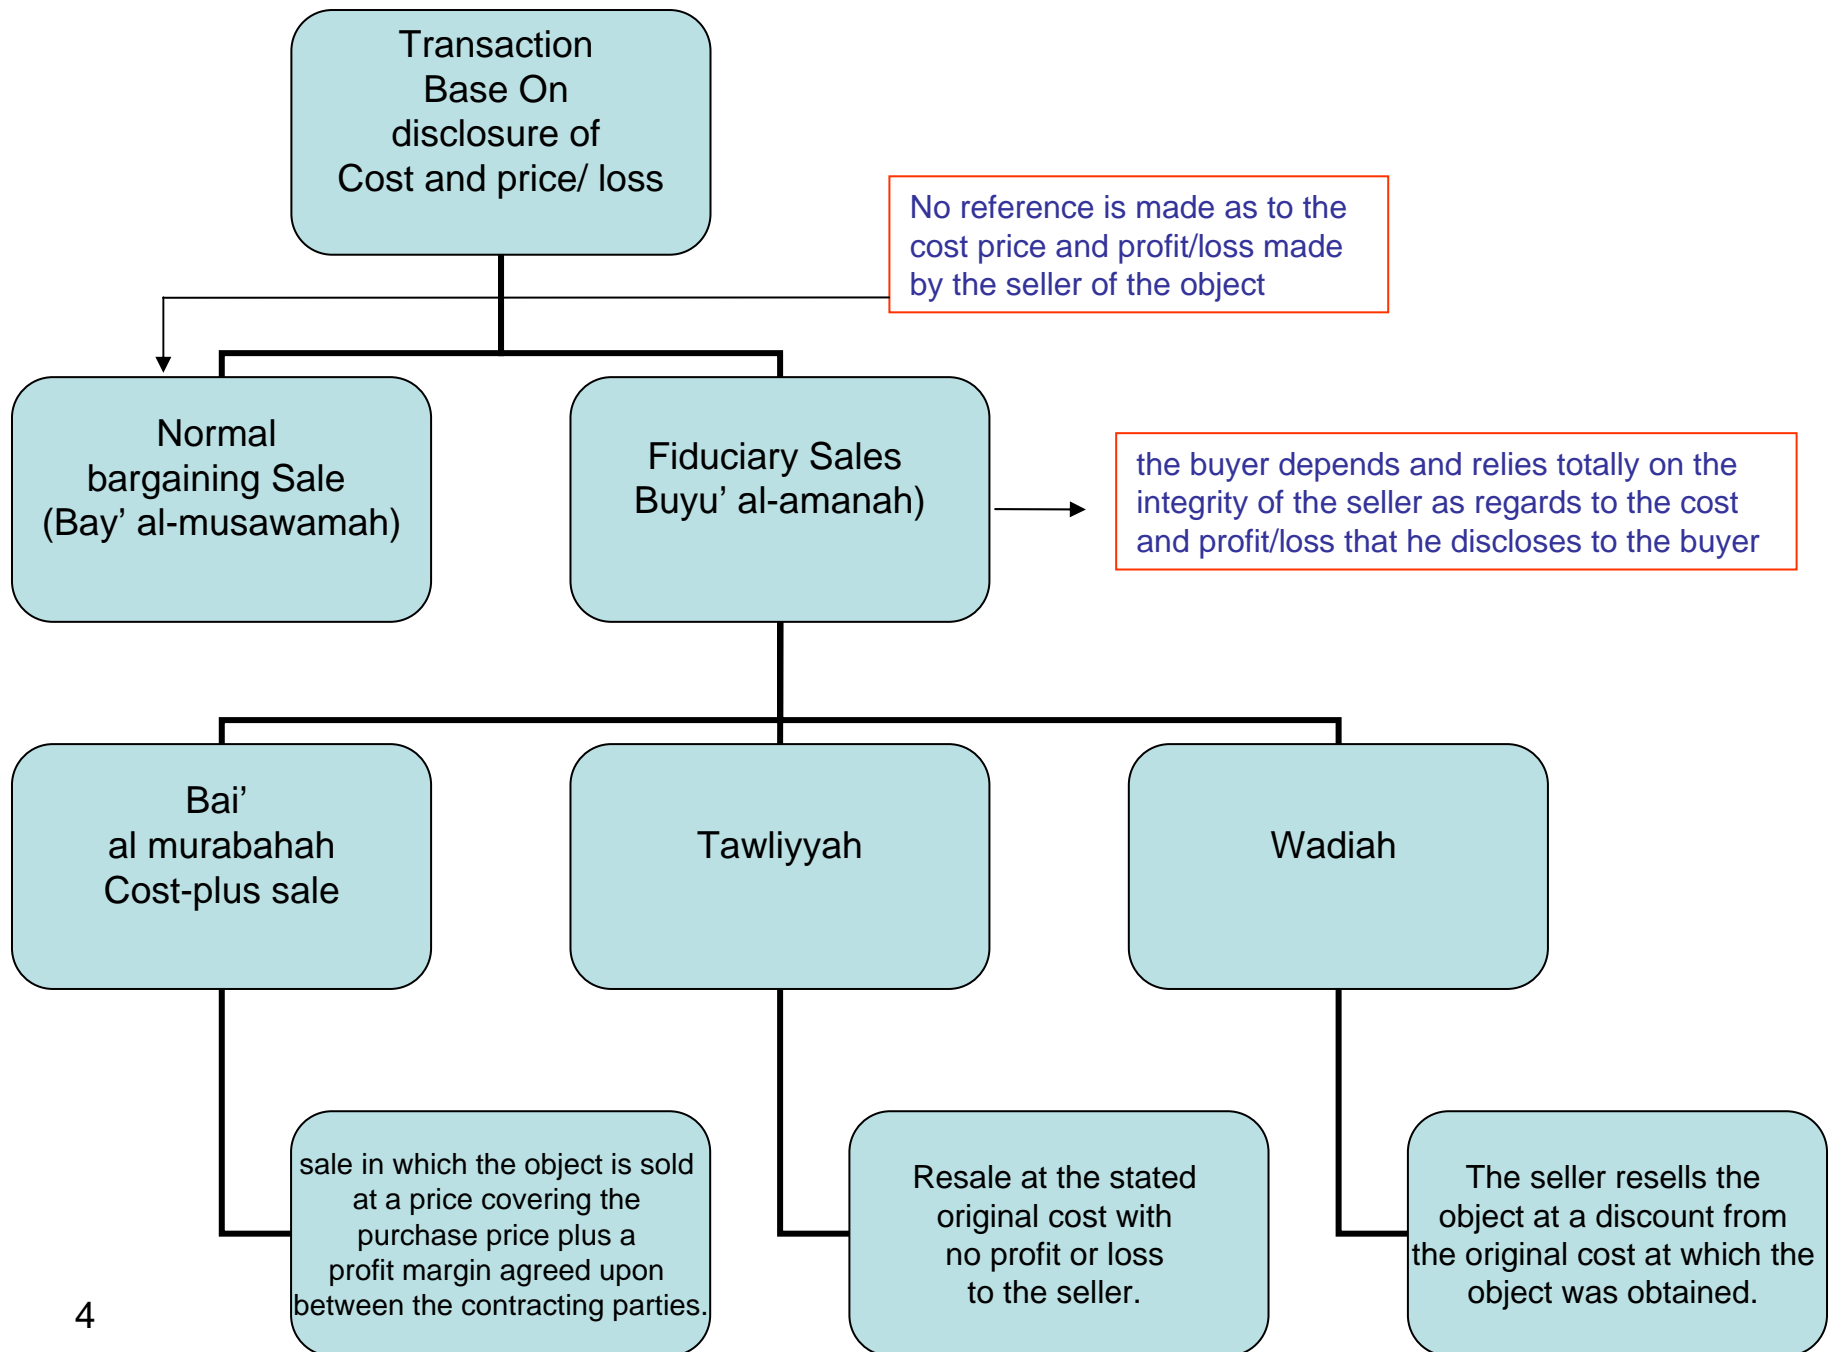 Transaction
Base On
disclosure of
Cost and price/ loss
No reference is made as to the
cost price and profit/loss made
by the seller of the object
Normal
bargaining Sale
(Bay’ al-musawamah)
Fiduciary Sales
Buyu’ al-amanah)
the buyer depends and relies totally on the
integrity of the seller as regards to the cost
and profit/loss that he discloses to the buyer
Bai’
al murabahah
Cost-plus sale
Tawliyyah
Wadiah
sale in which the object is sold
at a price covering the
purchase price plus a
profit margin agreed upon
between the contracting parties.
Resale at the stated
original cost with
no profit or loss
to the seller.
The seller resells the
object at a discount from
the original cost at which the
object was obtained.
4